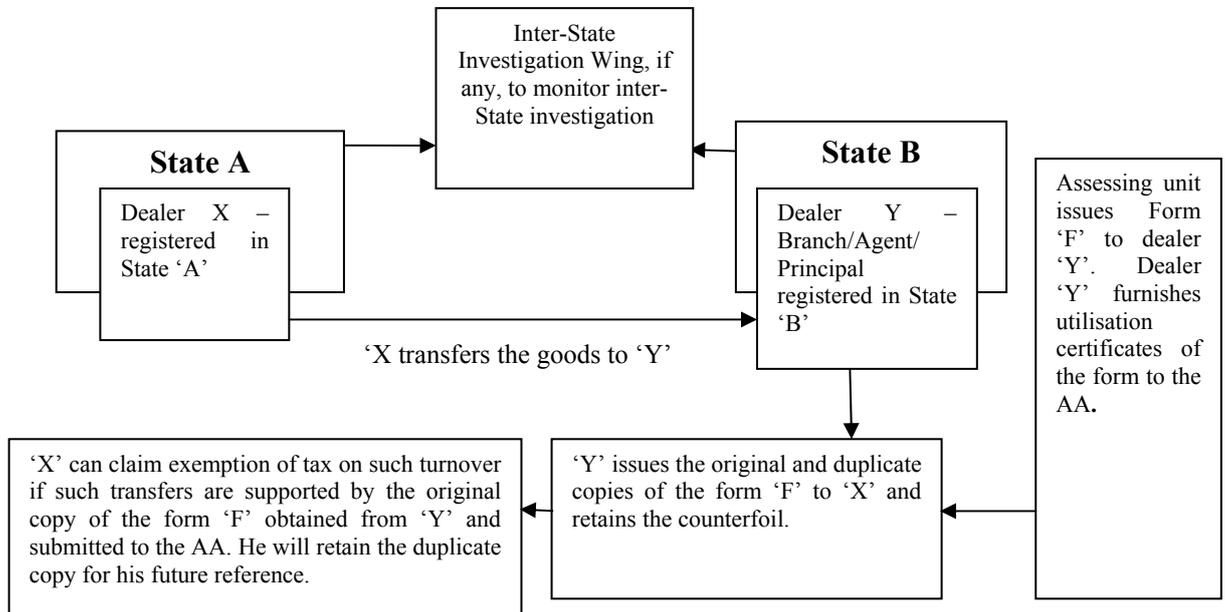 Inter-State
Investigation Wing, if
any, to monitor inter-
State investigation
State A
Dealer X –
registered in
State ‘A’
State B
Dealer Y –
Branch/Agent/
Principal
registered in State
‘B’
Assessing unit
issues Form
‘F’ to dealer
‘Y’. Dealer
‘Y’ furnishes
utilisation
certificates of
the form to the
AA.
‘X transfers the goods to ‘Y’
‘X’ can claim exemption of tax on such turnover
if such transfers are supported by the original
copy of the form ‘F’ obtained from ‘Y’ and
submitted to the AA. He will retain the duplicate
copy for his future reference.
‘Y’ issues the original and duplicate
copies of the form ‘F’ to ‘X’ and
retains the counterfoil.